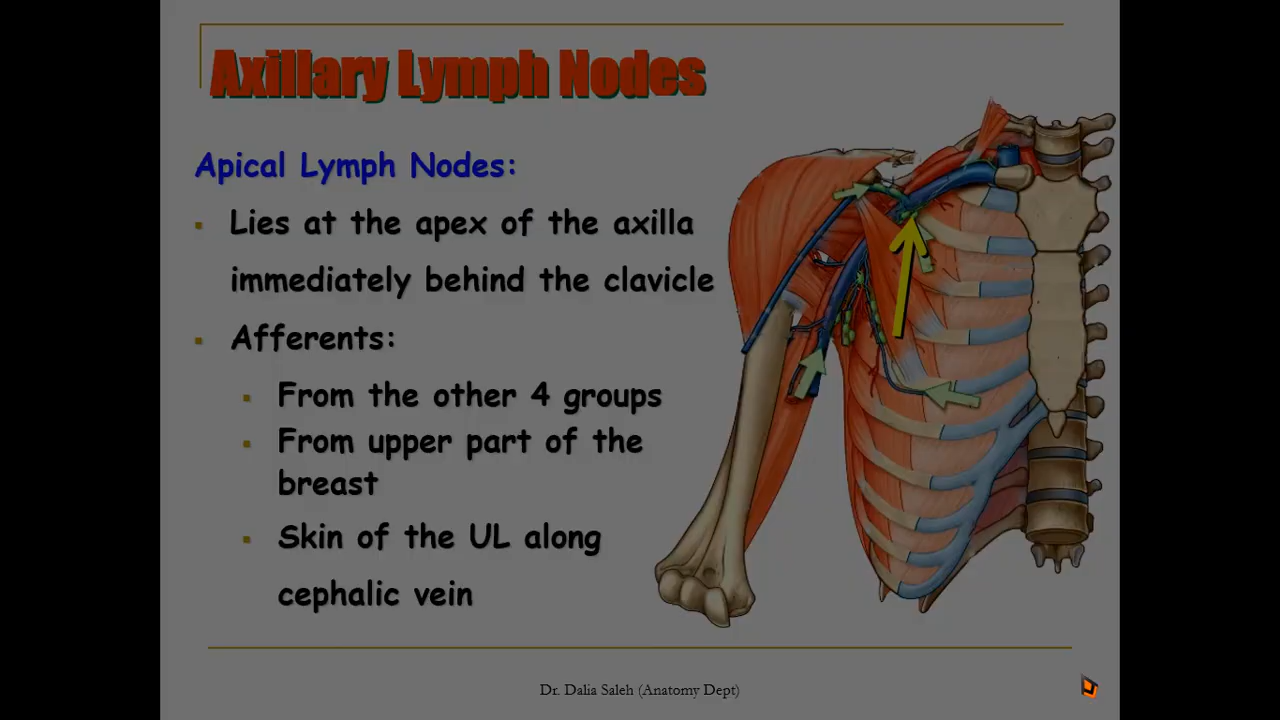 Axillary Lymph Nodes
Apical Lymph Nodes:
Lies at the apex of the axilla
immediately behind the clavicle
Afferents:
From the other 4 groups
From upper part of the
breast
Skin of the UL along
cephalic vein
Dr. Dalia Saleh (Anatomy Dept)